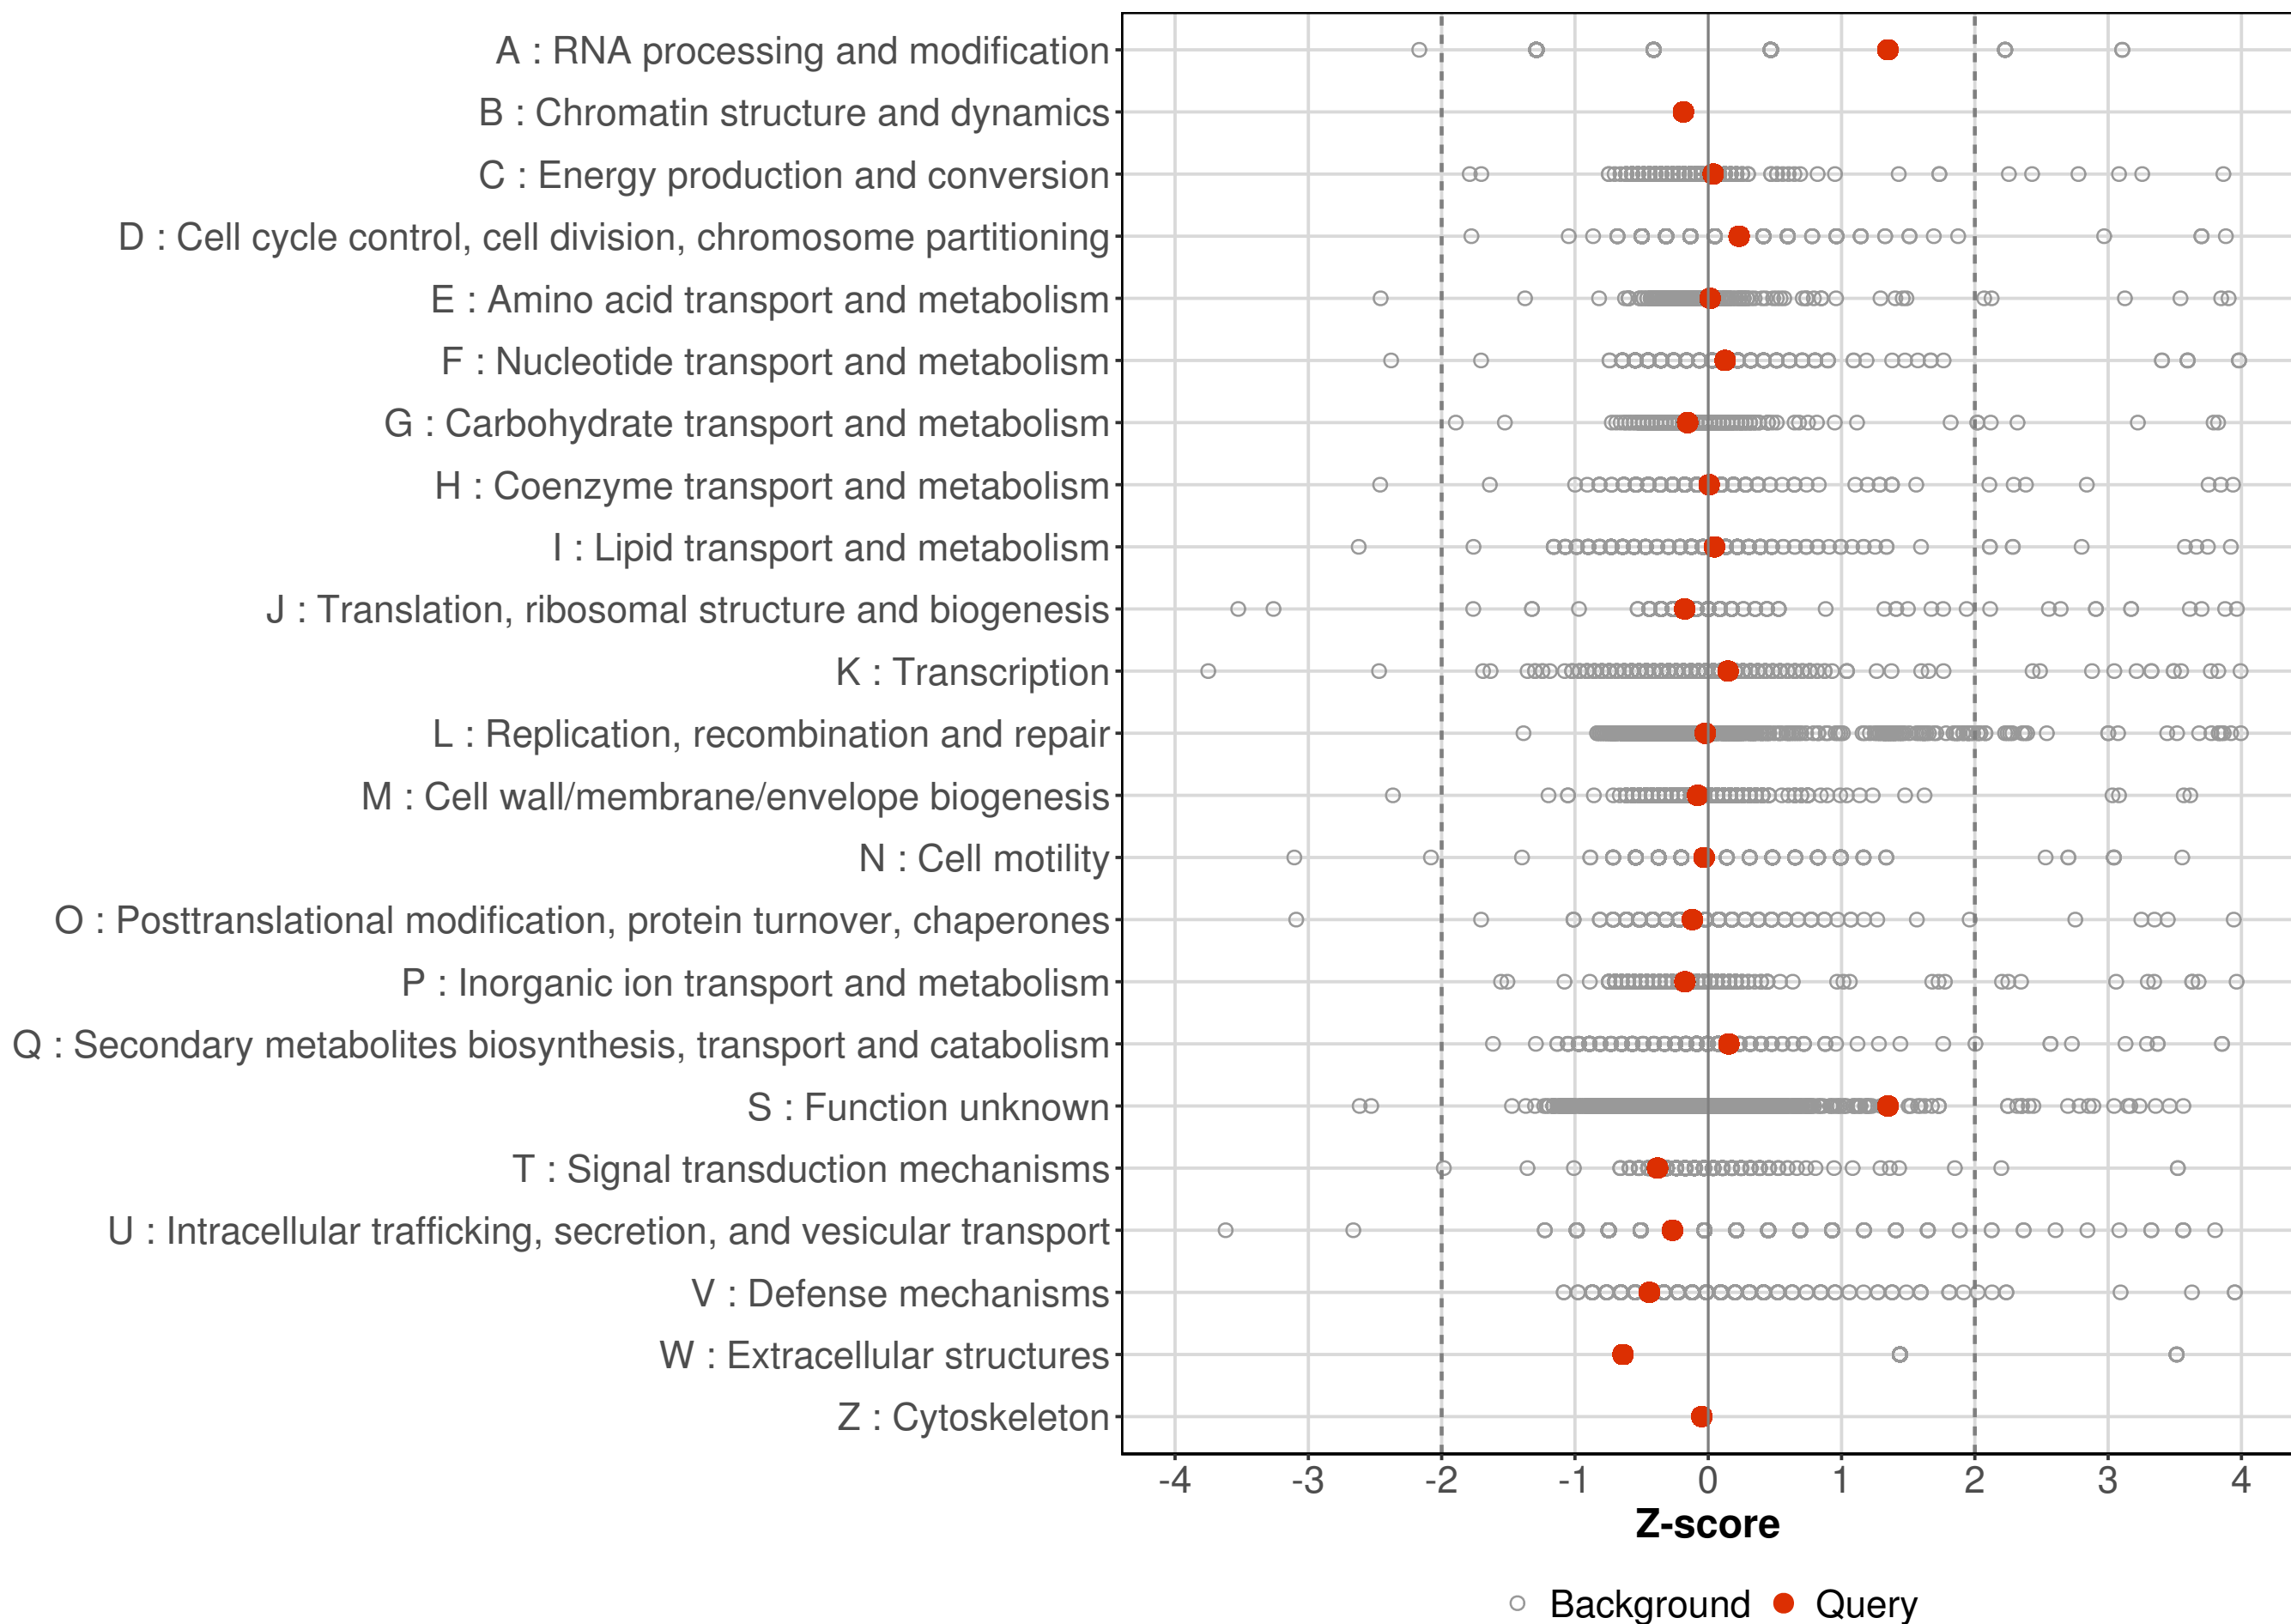 A : RNA processing and modification
B : Chromatin structure and dynamics
C : Energy production and conversion
D : Cell cycle control, cell division, chromosome partitioning
E : Amino acid transport and metabolism
F : Nucleotide transport and metabolism
G : Carbohydrate transport and metabolism
H : Coenzyme transport and metabolism
I : Lipid transport and metabolism
J : Translation, ribosomal structure and biogenesis
K : Transcription
L : Replication, recombination and repair
M : Cell wall/membrane/envelope biogenesis
N : Cell motility
O : Posttranslational modification, protein turnover, chaperones
P : Inorganic ion transport and metabolism
Q : Secondary metabolites biosynthesis, transport and catabolism
S : Function unknown
T : Signal transduction mechanisms
U : Intracellular trafficking, secretion, and vesicular transport
V : Defense mechanisms
W : Extracellular structures
Z : Cytoskeleton
-4 -3 -2 -1 0 1 2 3 4
Z-score
Background Query